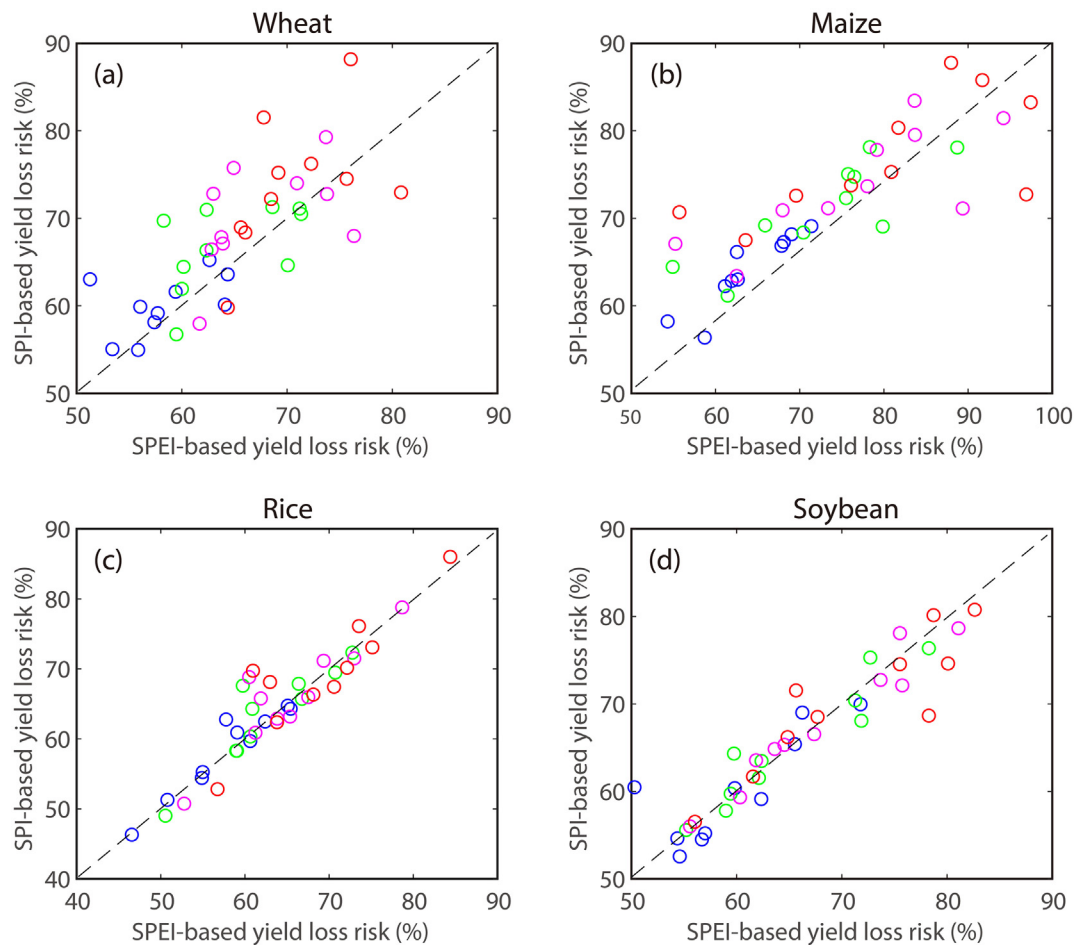 Wheat
(a)
90
80
70
60
50
50 60 70 80 90
SPI-based yield loss risk (%)
SPEI-based yield loss risk (%)
Maize
(b)
90
80
70
60
50
50 60 70 80 90 100
SPI-based yield loss risk (%)
SPEI-based yield loss risk (%)
Rice
(c)
90
80
70
60
50
40
40 50 60 70 80 90
SPI-based yield loss risk (%)
SPEI-based yield loss risk (%)
Soybean
(d)
90
80
70
60
50
50 60 70 80 90
SPI-based yield loss risk (%)
SPEI-based yield loss risk (%)